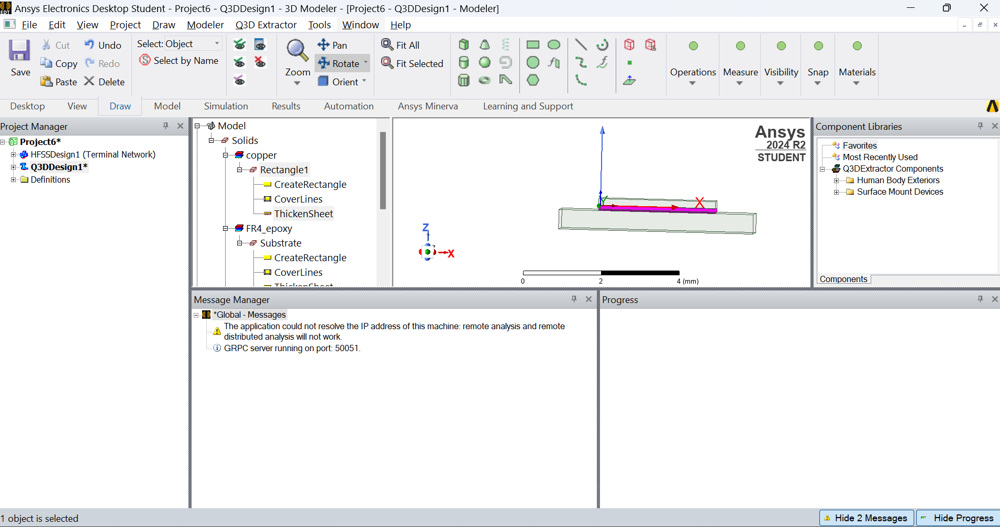 Ansys Electronics Desktop Student - Project6 - Q3DDesign1 - 3D Modeler - [Project6 - Q3DDesign1 - Modeler]
File Edit View Project Draw Modeler Q3D Extractor Tools Window Help
Save
Cut
Copy
Paste
Undo
Redo
Delete
Select: Object
Select by Name
Zoom
Pan
Rotate
Orient
Fit All
Fit Selected
Operations
Measure
Visibility
Snap
Materials
Desktop View Draw Model Simulation Results Automation Ansys Minerva Learning and Support
Project Manager
Project6*
HFSSDesign1 (Terminal Network)
Q3DDesign1*
Definitions
Model
Solids
copper
Rectangle1
CreateRectangle
CoverLines
ThickenSheet
FR4_epoxy
Substrate
CreateRectangle
CoverLines
ThickenSheet
Ansys
2024 R2
STUDENT
Y
X
Z
X
0 2 4 (mm)
Component Libraries
Favorites
Most Recently Used
Q3DExtractor Components
Human Body Exteriors
Surface Mount Devices
Components
Message Manager
*Global - Messages
The application could not resolve the IP address of this machine: remote analysis and remote
distributed analysis will not work.
GRPC server running on port: 50051.
Progress
1 object is selected
Hide 2 Messages
Hide Progress